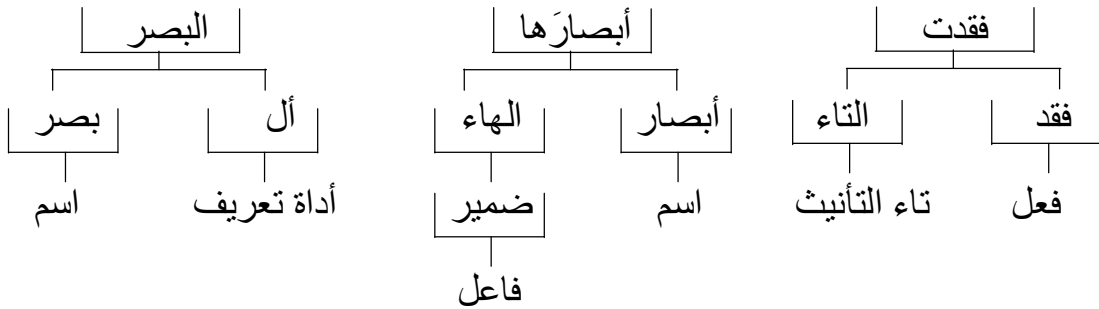 فقدت أبصارَها البصر
فقد التاء أبصار الهاء أل بصر
فعل تاء التأنيث اسم ضمير أداة تعريف اسم
فاعل